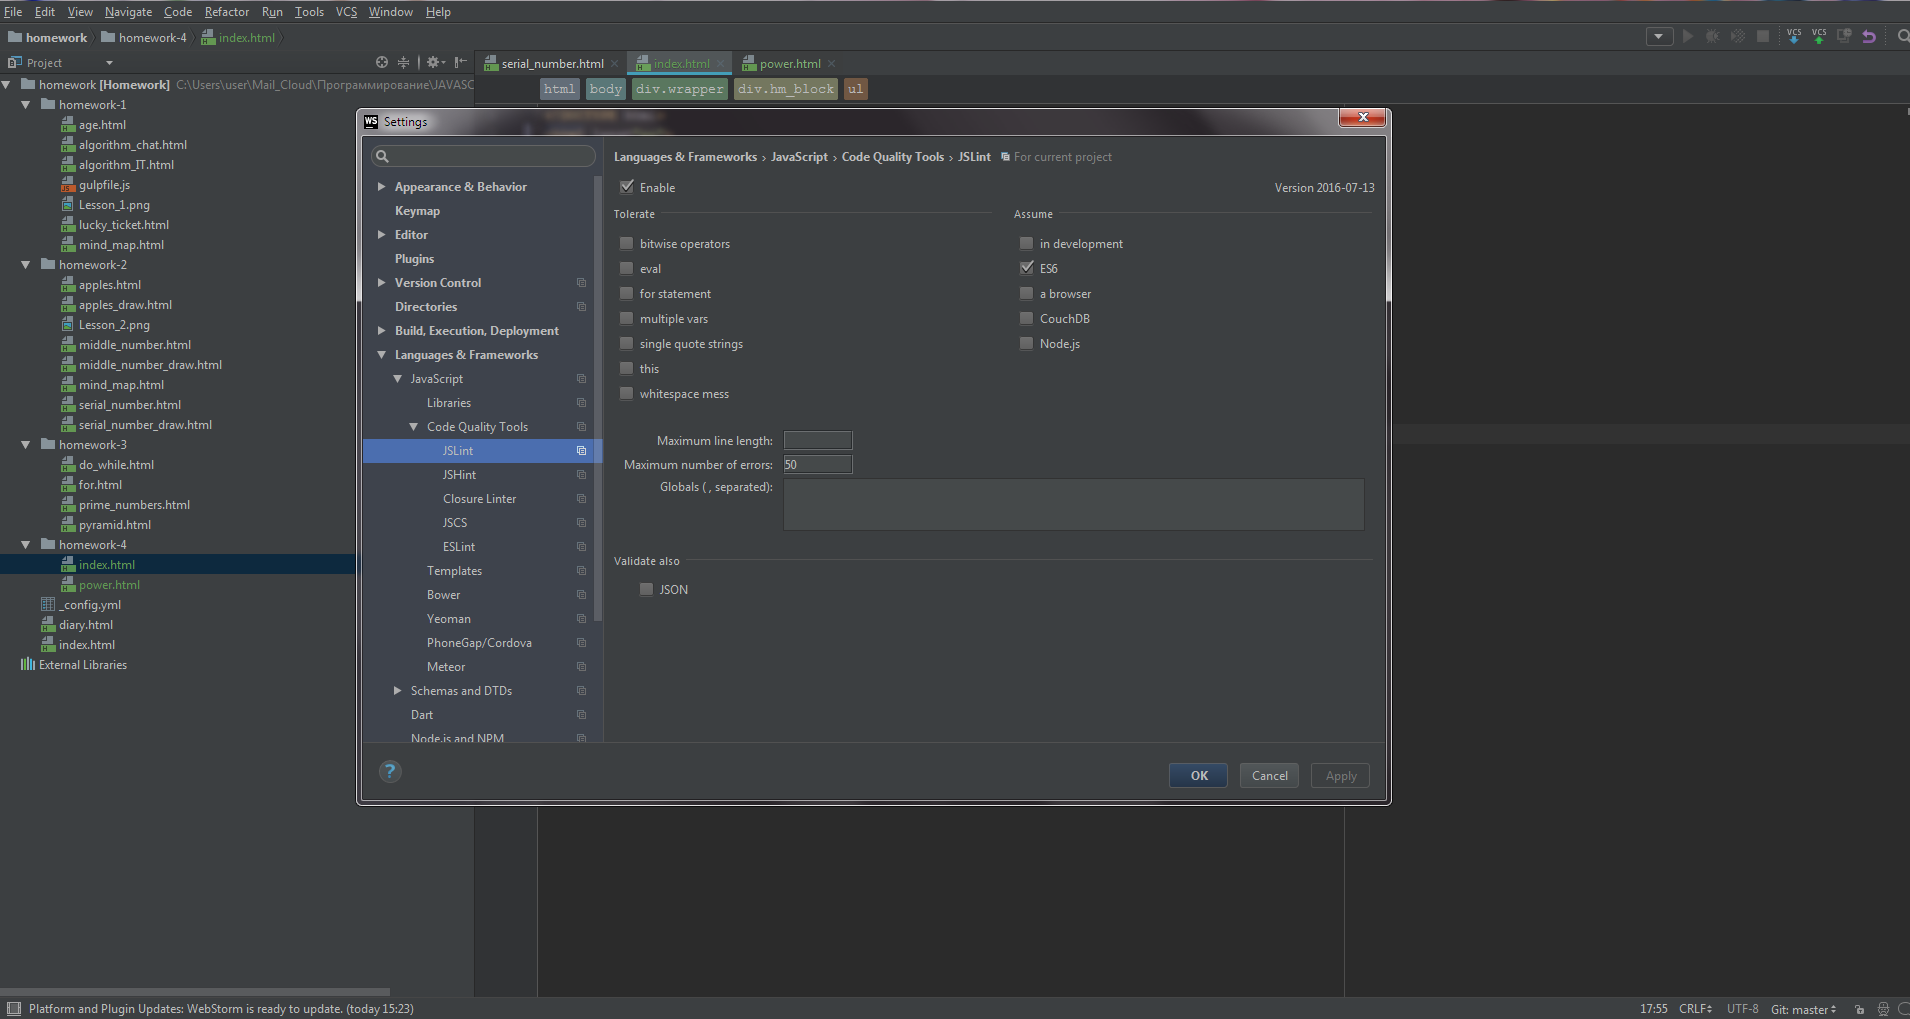 File Edit View Navigate Code Refactor Run Tools VCS Window Help
homework homework-4 index.html
VCS VCS
Project
serial_number.html index.html power.html
html body div.wrapper div.hm_block ul
homework [Homework] C:\Users\user\Mail_Cloud\Программирование\JAVASC
homework-1
age.html
algorithm_chat.html
algorithm_IT.html
gulpfile.js
Lesson_1.png
lucky_ticket.html
mind_map.html
homework-2
apples.html
apples_draw.html
Lesson_2.png
middle_number.html
middle_number_draw.html
mind_map.html
serial_number.html
serial_number_draw.html
homework-3
do_while.html
for.html
prime_numbers.html
pyramid.html
homework-4
index.html
power.html
_config.yml
diary.html
index.html
External Libraries
WS Settings
Appearance & Behavior
Keymap
Editor
Plugins
Version Control
Directories
Build, Execution, Deployment
Languages & Frameworks
JavaScript
Libraries
Code Quality Tools
JSLint
JSHint
Closure Linter
JSCS
ESLint
Templates
Bower
Yeoman
PhoneGap/Cordova
Meteor
Schemas and DTDs
Dart
Node.js and NPM
Languages & Frameworks › JavaScript › Code Quality Tools › JSLint For current project
Enable Version 2016-07-13
Tolerate
bitwise operators
eval
for statement
multiple vars
single quote strings
this
whitespace mess
Assume
in development
ES6
a browser
CouchDB
Node.js
Maximum line length:
Maximum number of errors: 50
Globals ( , separated):
Validate also
JSON
? OK Cancel Apply
Platform and Plugin Updates: WebStorm is ready to update. (today 15:23) 17:55 CRLF UTF-8 Git: master